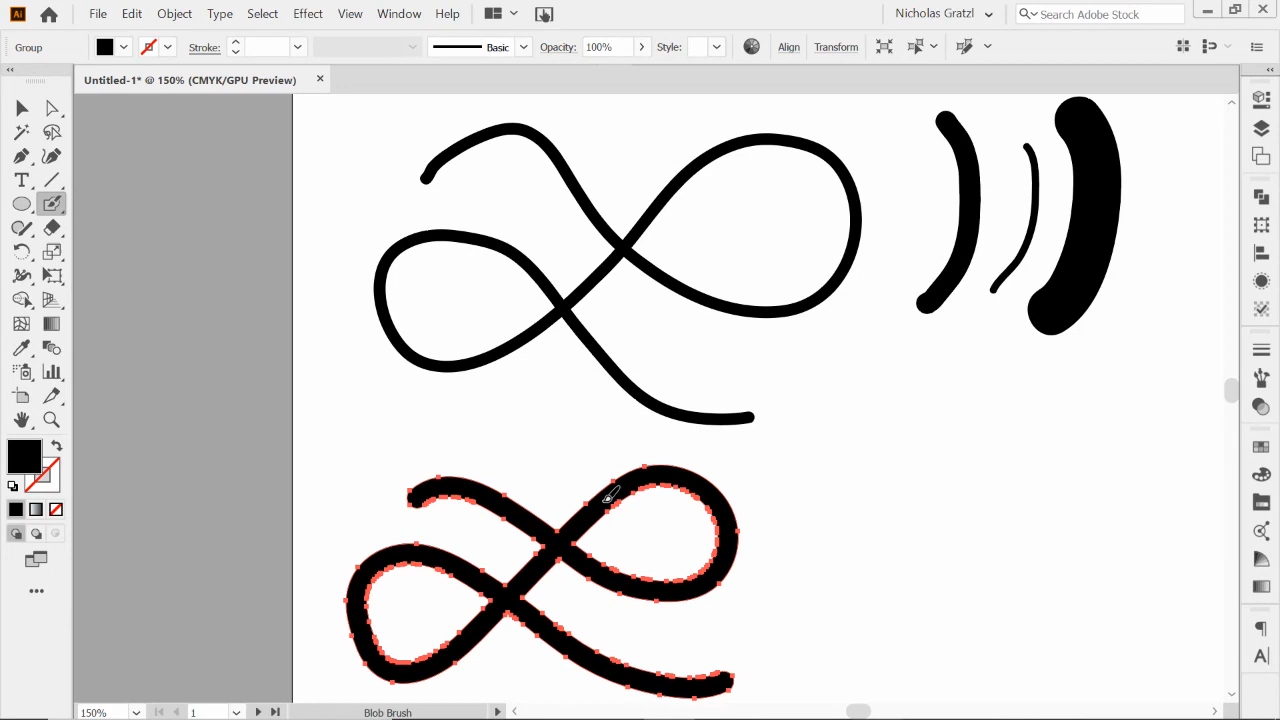 Ai File Edit Object Type Select Effect View Window Help Nicholas Gratzl Search Adobe Stock
Group Stroke: Basic Opacity: 100% Style: Align Transform
Untitled-1* @ 150% (CMYK/GPU Preview)
150% 1 Blob Brush